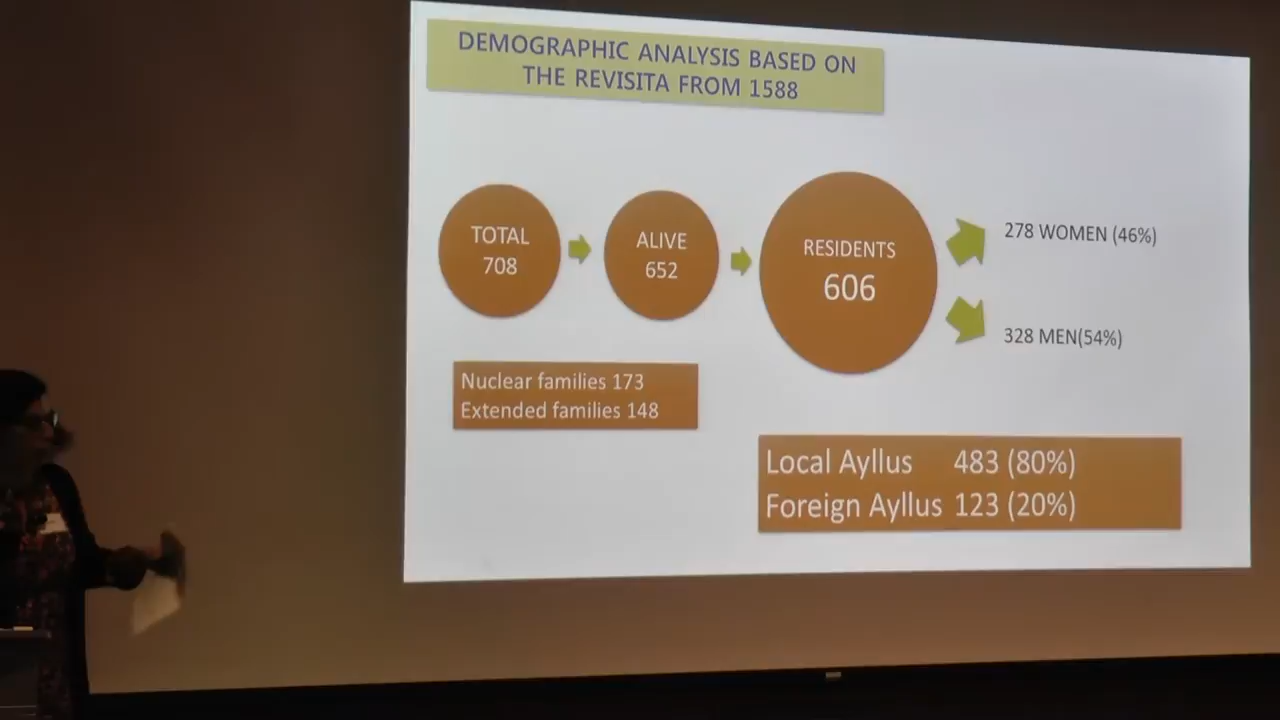 DEMOGRAPHIC ANALYSIS BASED ON
THE REVISITA FROM 1588
TOTAL
708
ALIVE
652
RESIDENTS
606
278 WOMEN (46%)
328 MEN(54%)
Nuclear families 173
Extended families 148
Local Ayllus 483 (80%)
Foreign Ayllus 123 (20%)